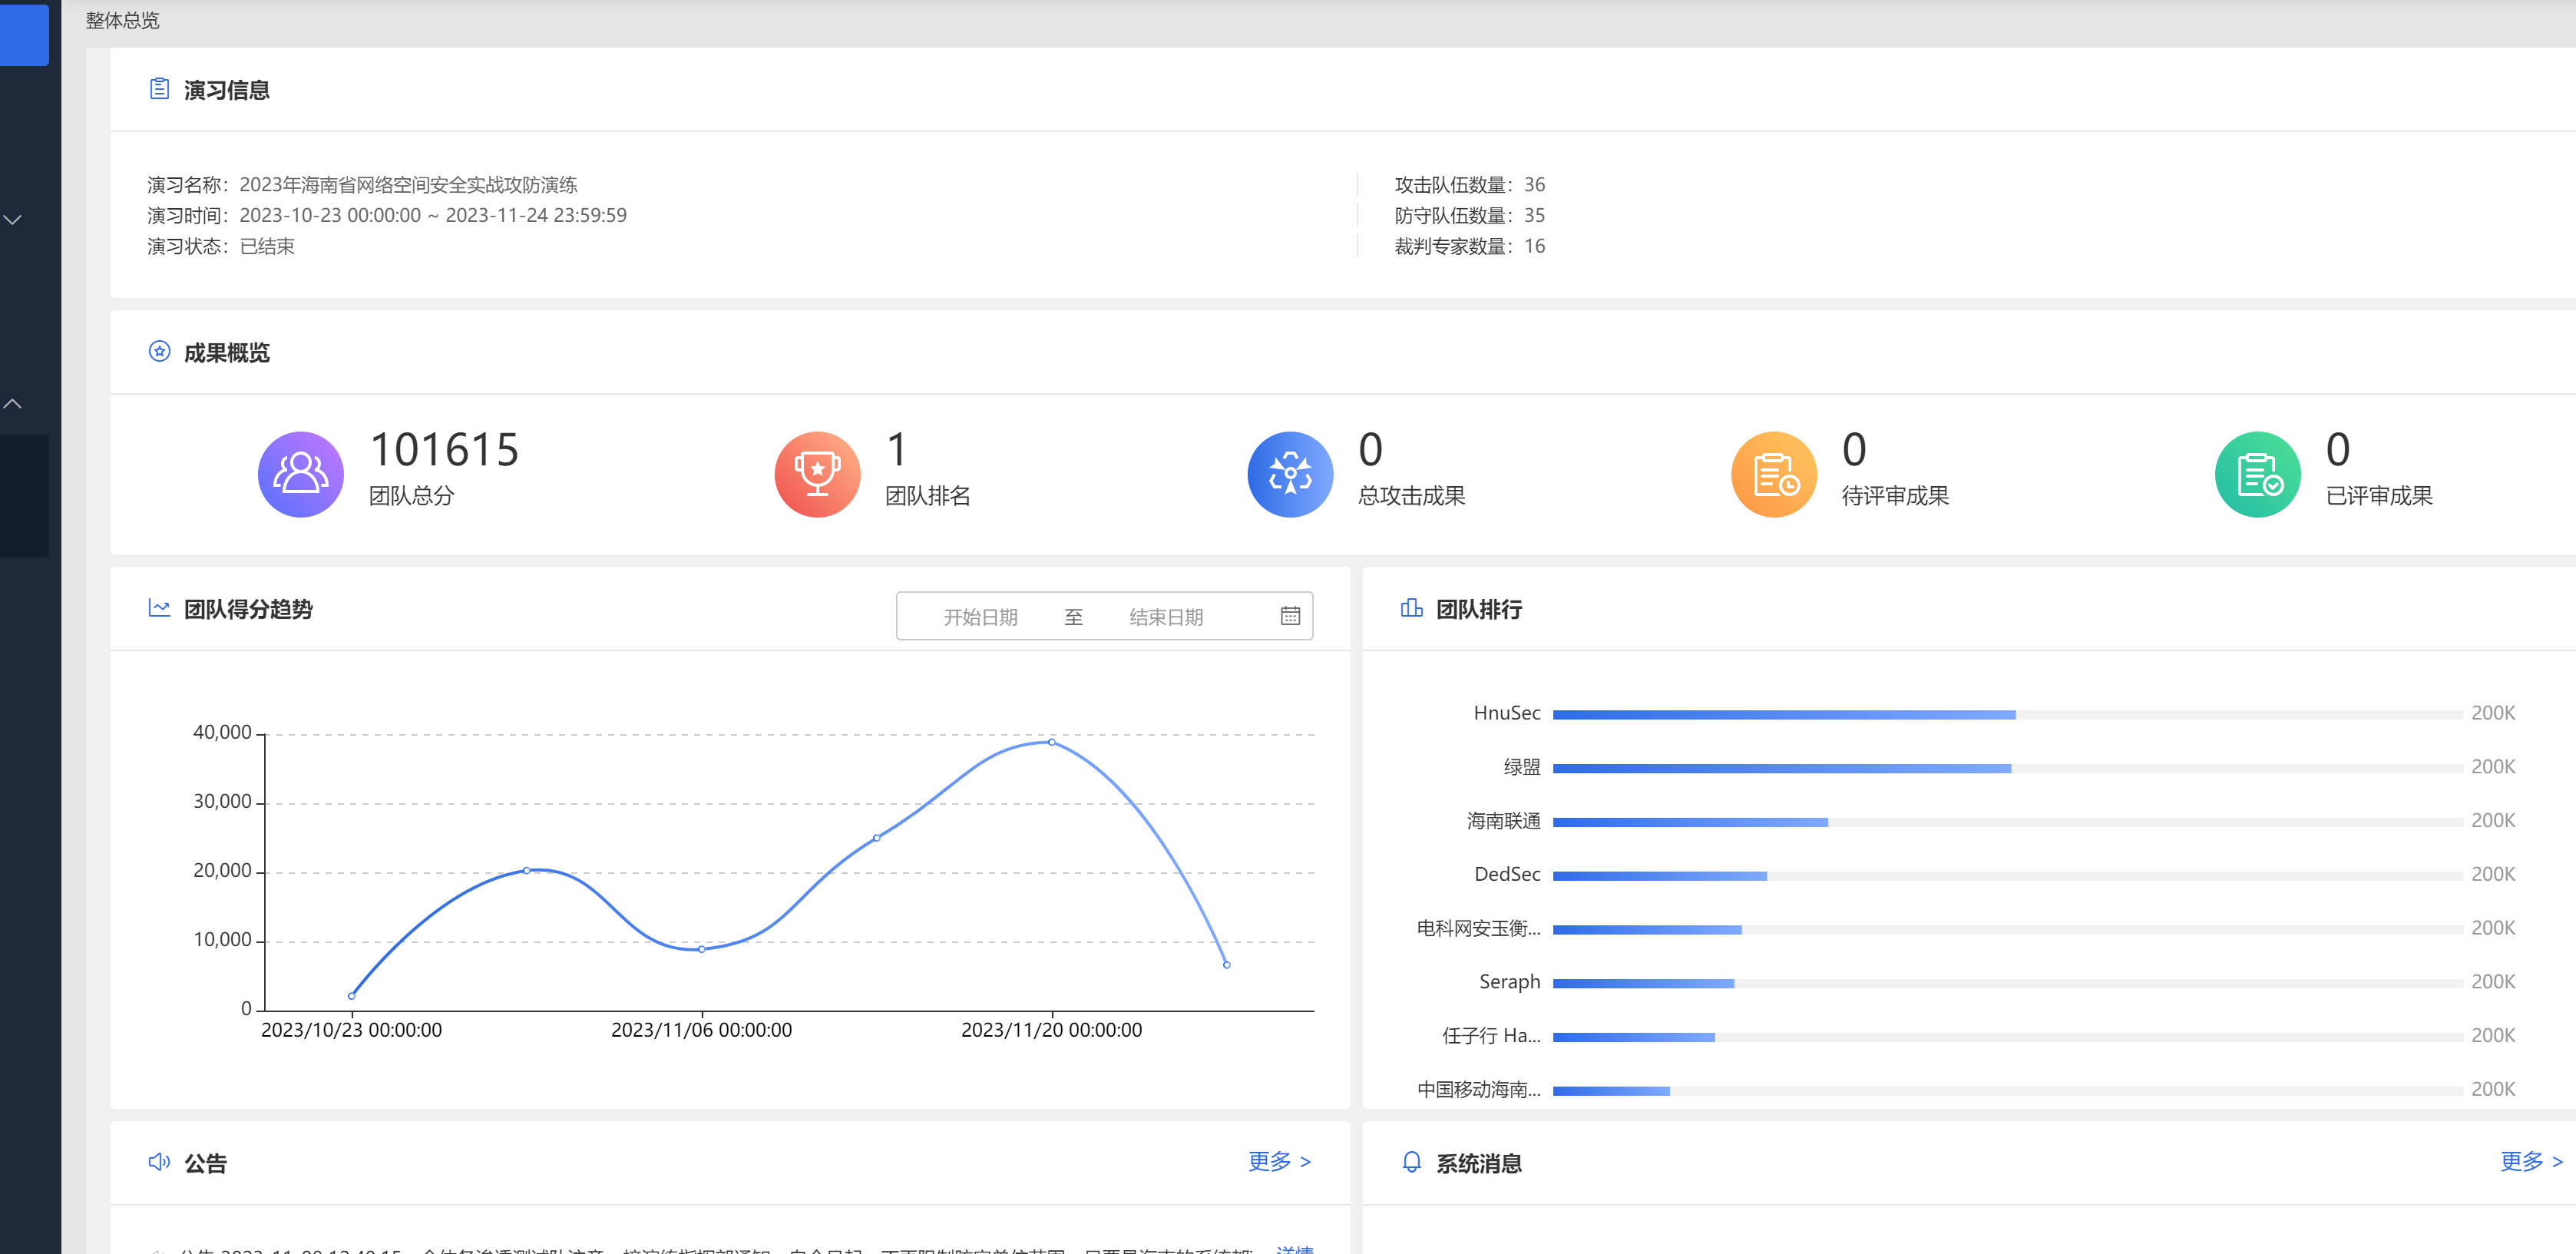 整体总览
演习信息
演习名称：2023年海南省网络空间安全实战攻防演练
演习时间：2023-10-23 00:00:00 ~ 2023-11-24 23:59:59
演习状态：已结束
攻击队伍数量：36
防守队伍数量：35
裁判专家数量：16
成果概览
101615
团队总分
1
团队排名
0
总攻击成果
0
待评审成果
0
已评审成果
团队得分趋势
开始日期 至 结束日期
40,000
30,000
20,000
10,000
0
2023/10/23 00:00:00 2023/11/06 00:00:00 2023/11/20 00:00:00
团队排行
HnuSec 200K
绿盟 200K
海南联通 200K
DedSec 200K
电科网安玉衡... 200K
Seraph 200K
任子行 Ha... 200K
中国移动海南... 200K
公告
更多 >
系统消息
更多 >